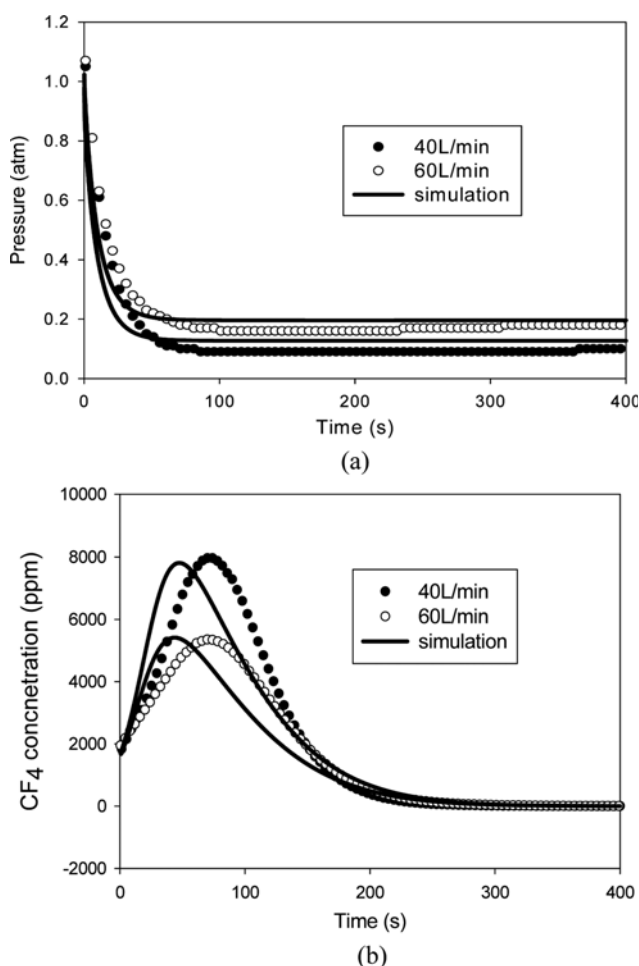 1.2
1.0
0.8
0.6
0.4
0.2
0.0
Pressure (atm)
40L/min
60L/min
simulation
0 100 200 300 400
Time (s)
(a)
10000
8000
6000
4000
2000
0
-2000
CF4 concnetration (ppm)
40L/min
60L/min
simulation
0 100 200 300 400
Time (s)
(b)